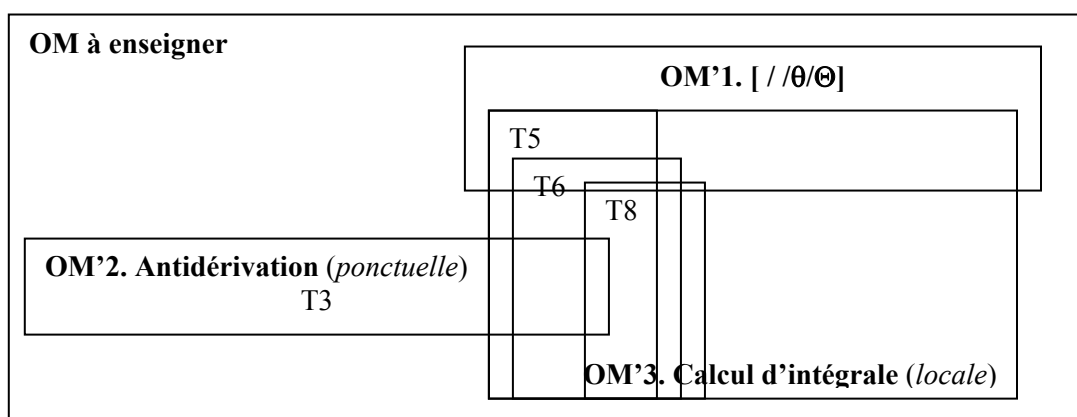 OM à enseigner
OM’1. [ / /θ/Θ]
T5
T6
T8
OM’2. Antidérivation (ponctuelle)
T3
OM’3. Calcul d’intégrale (locale)